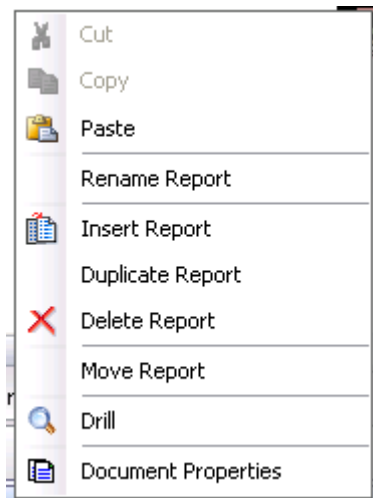 Cut
Copy
Paste
Rename Report
Insert Report
Duplicate Report
Delete Report
Move Report
r
Drill
Document Properties